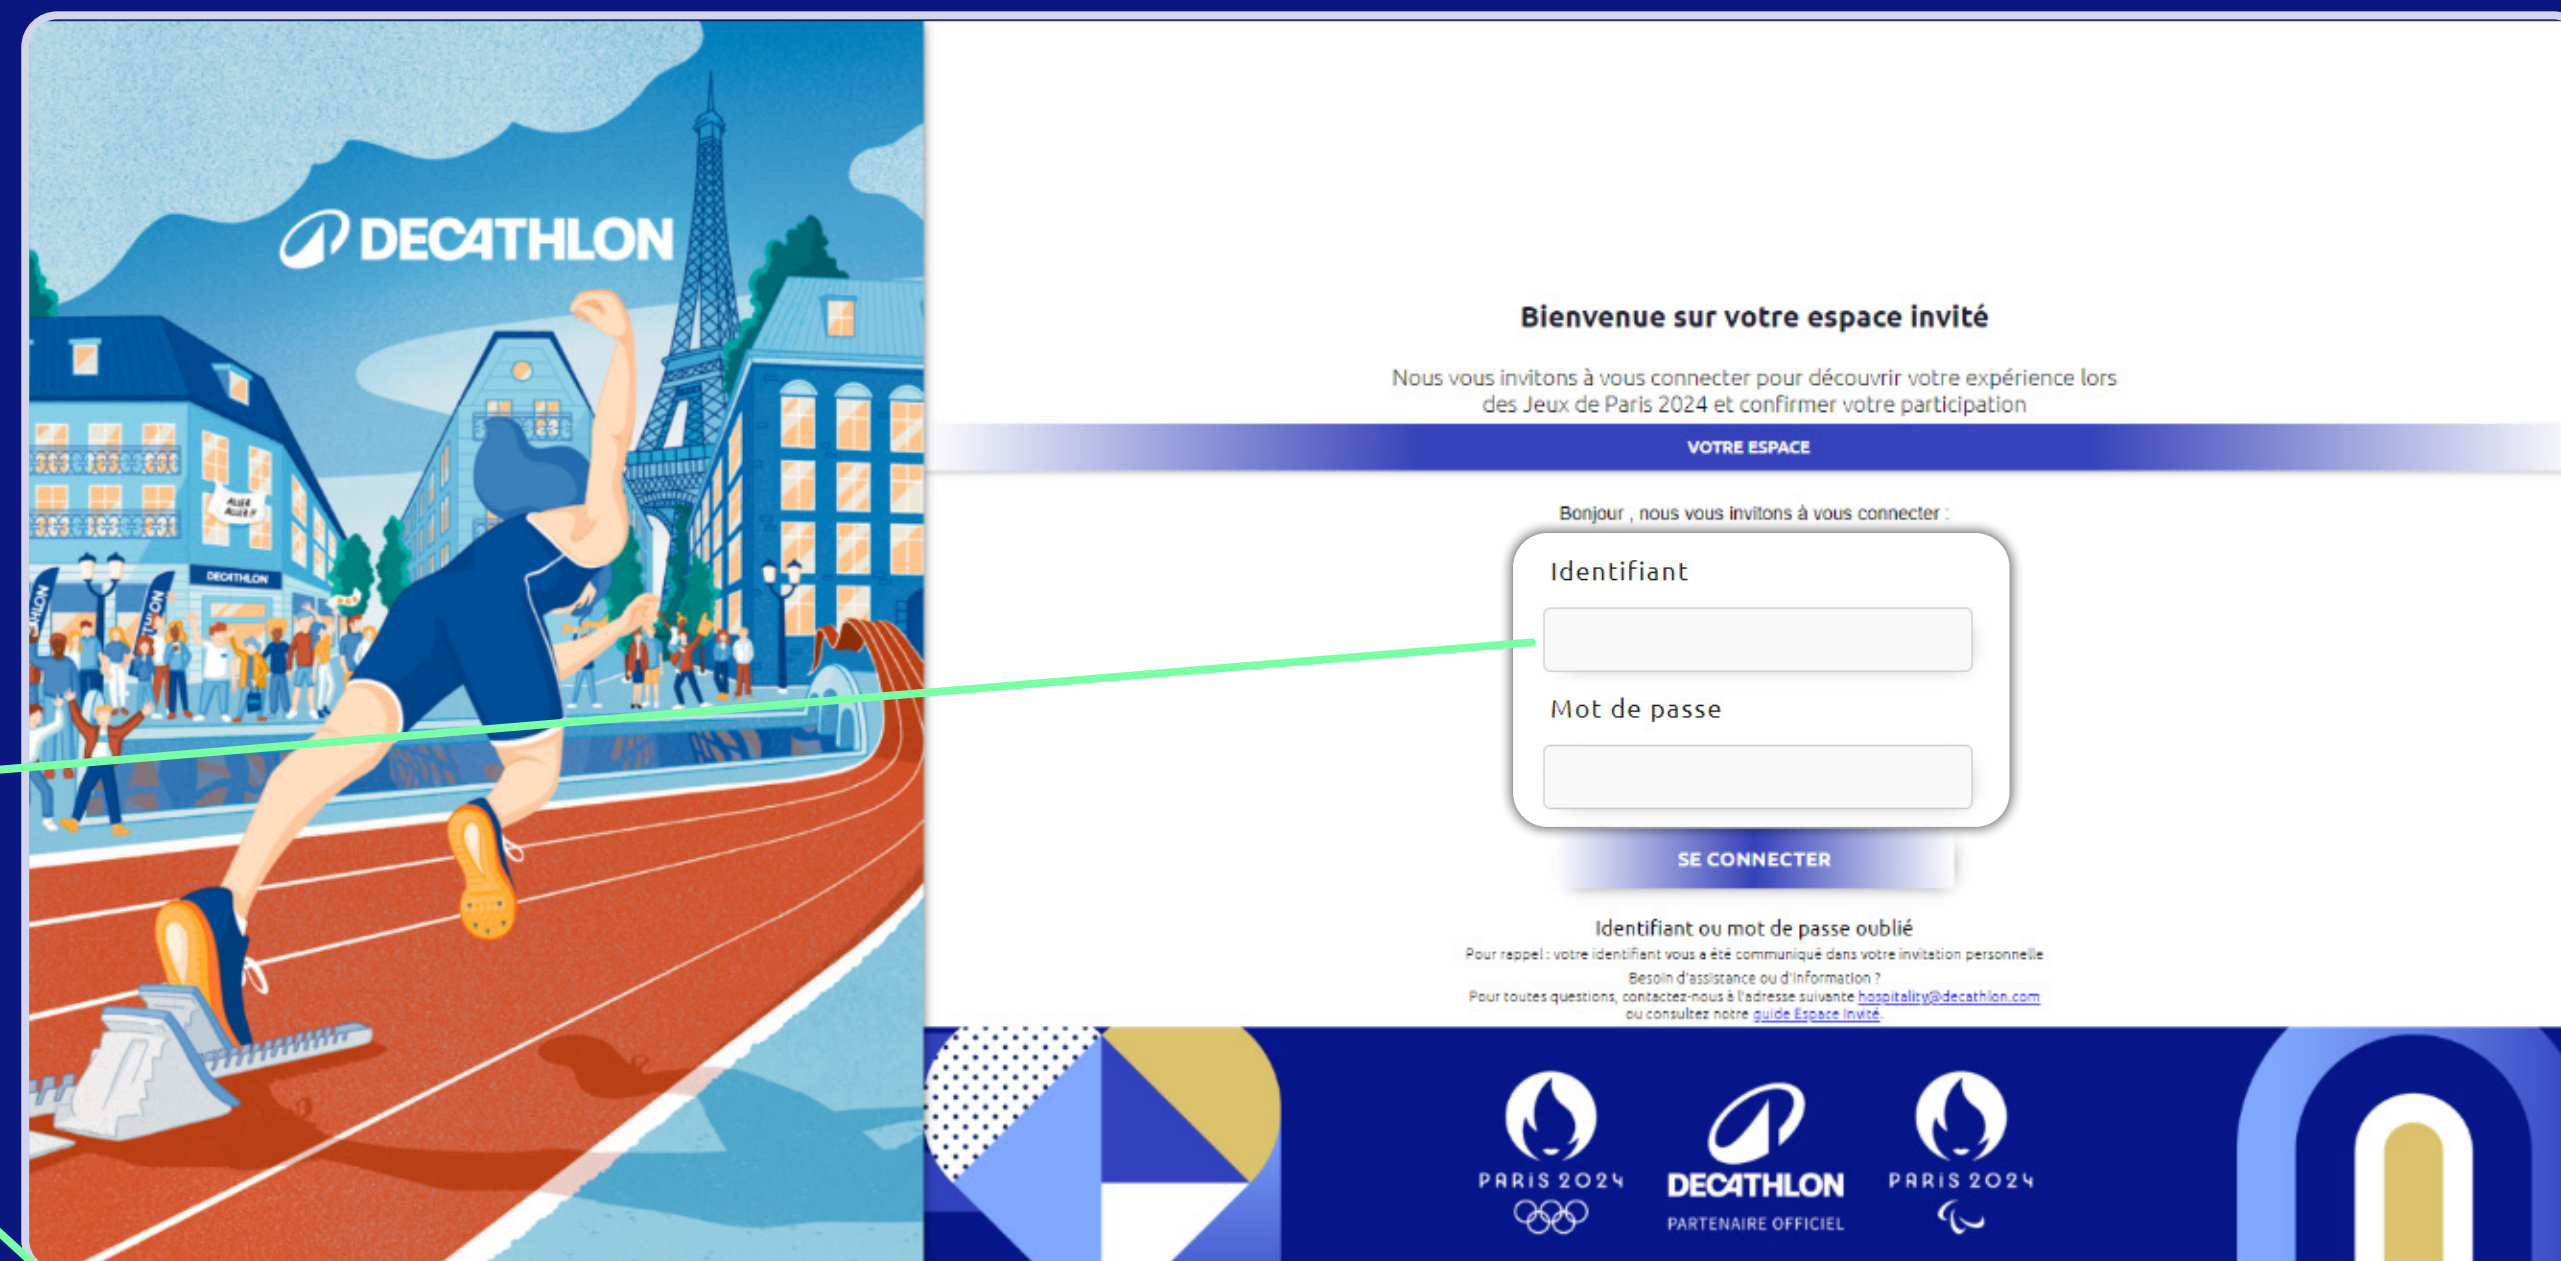 DECATHLON
ALLER
ALLER !!
DECATHLON
Bienvenue sur votre espace invité
Nous vous invitons à vous connecter pour découvrir votre expérience lors
des Jeux de Paris 2024 et confirmer votre participation
VOTRE ESPACE
Bonjour , nous vous invitons à vous connecter :
Identifiant
Mot de passe
SE CONNECTER
Identifiant ou mot de passe oublié
Pour rappel : votre identifiant vous a été communiqué dans votre invitation personnelle
Besoin d'assistance ou d'information ?
Pour toutes questions, contactez-nous à l'adresse suivante hospitality@decathlon.com
ou consultez notre guide Espace Invité.
PARIS 2024
DECATHLON
PARTENAIRE OFFICIEL
PARIS 2024